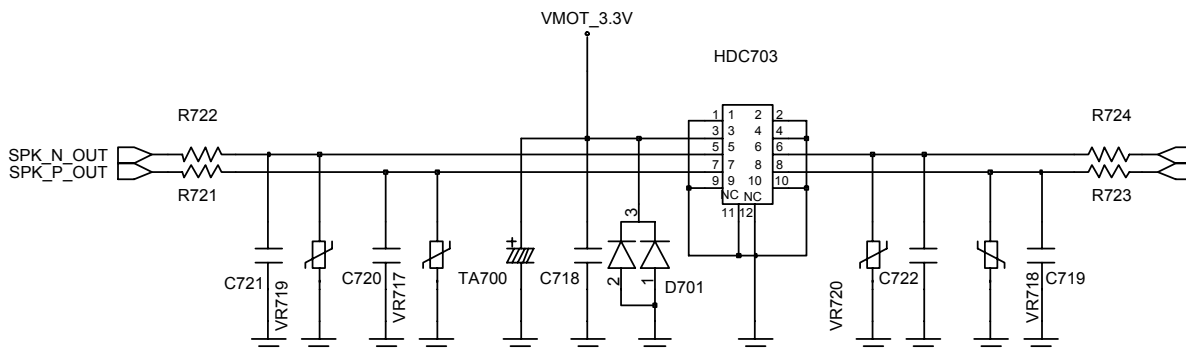 VMOT_3.3V
HDC703
R722
R724
1 1 2 2
3 3 4 4
SPK_N_OUT
5 5 6 6
SPK_P_OUT
7 7 8 8
R721
9 9 10 10
R723
NC NC
11 12
3
C721
VR719
C720
VR717
TA700
+
C718
2
1
D701
VR720
C722
VR718
C719